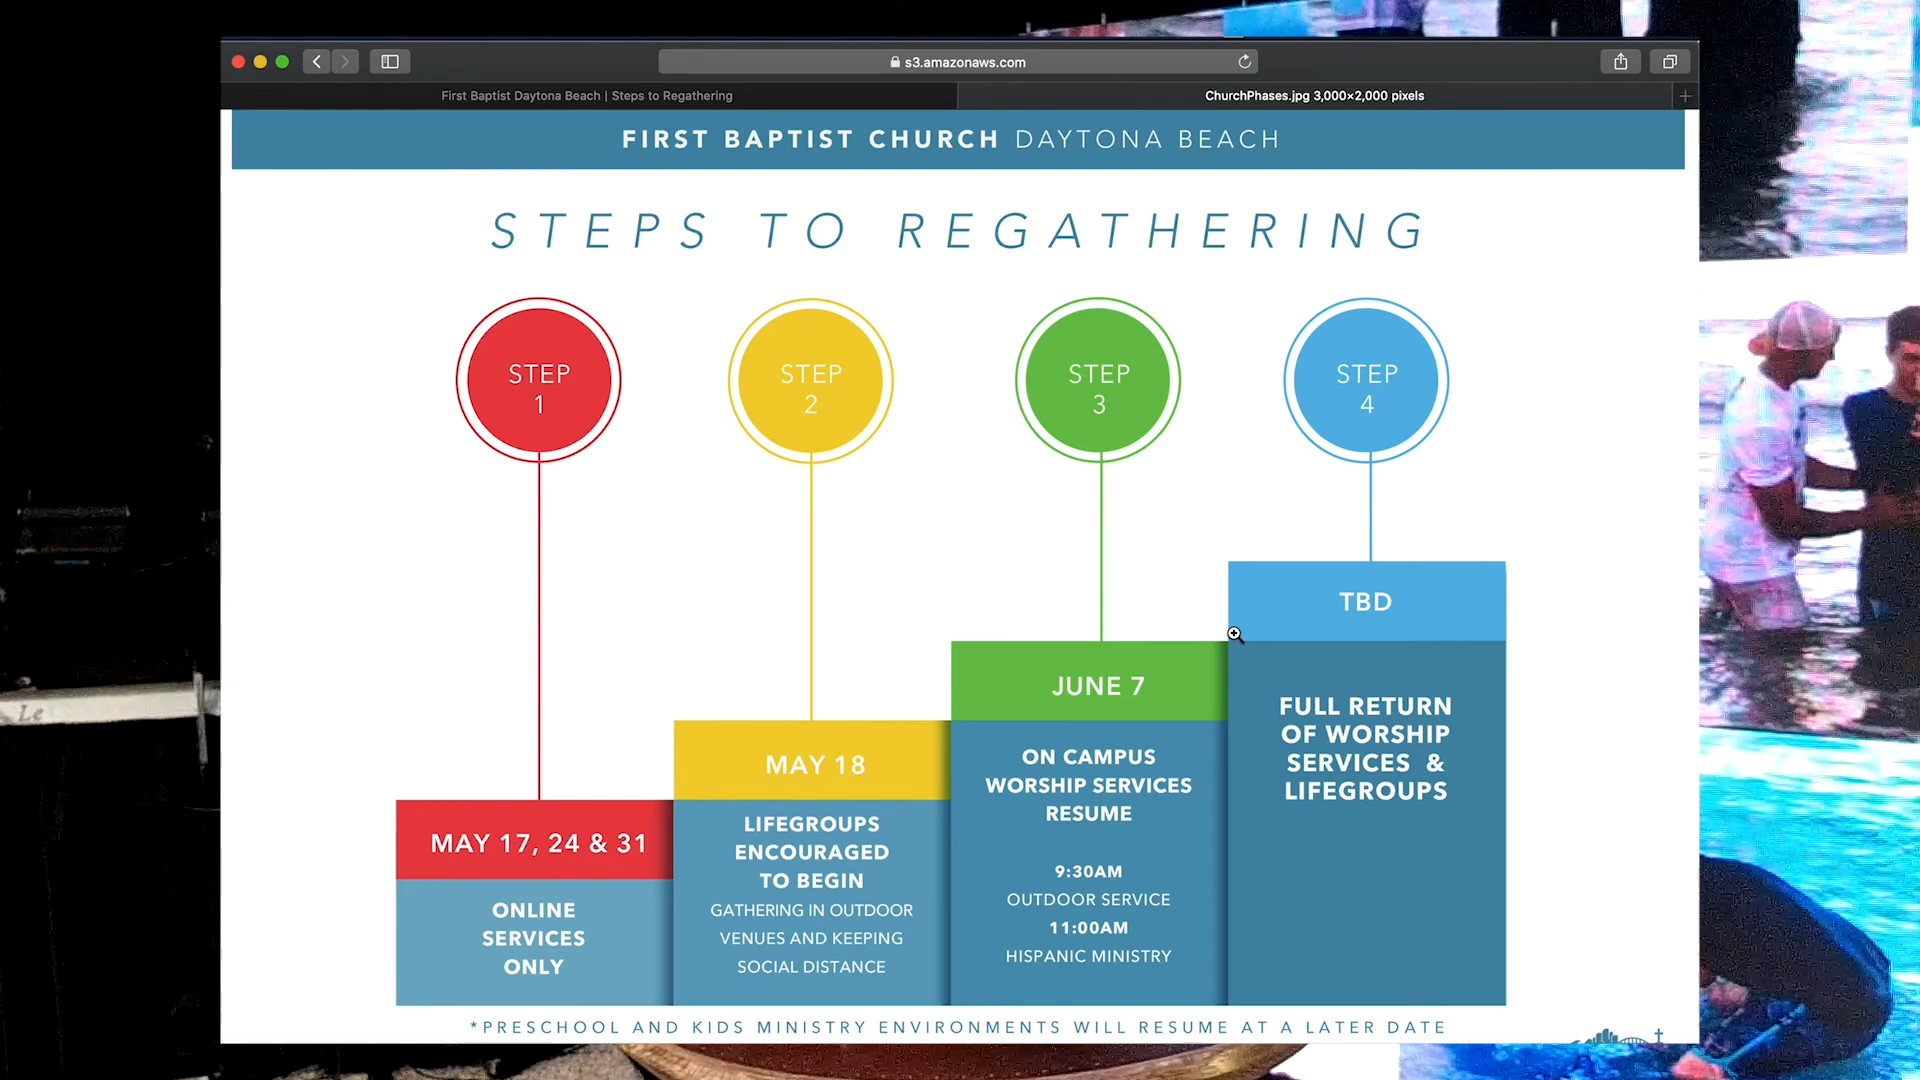 s3.amazonaws.com
First Baptist Daytona Beach | Steps to Regathering
ChurchPhases.jpg 3,000×2,000 pixels
FIRST BAPTIST CHURCH DAYTONA BEACH
STEPS TO REGATHERING
STEP
1
STEP
2
STEP
3
STEP
4
MAY 17, 24 & 31
ONLINE
SERVICES
ONLY
MAY 18
LIFEGROUPS
ENCOURAGED
TO BEGIN
GATHERING IN OUTDOOR
VENUES AND KEEPING
SOCIAL DISTANCE
JUNE 7
ON CAMPUS
WORSHIP SERVICES
RESUME
9:30AM
OUTDOOR SERVICE
11:00AM
HISPANIC MINISTRY
TBD
FULL RETURN
OF WORSHIP
SERVICES &
LIFEGROUPS
*PRESCHOOL AND KIDS MINISTRY ENVIRONMENTS WILL RESUME AT A LATER DATE
Le